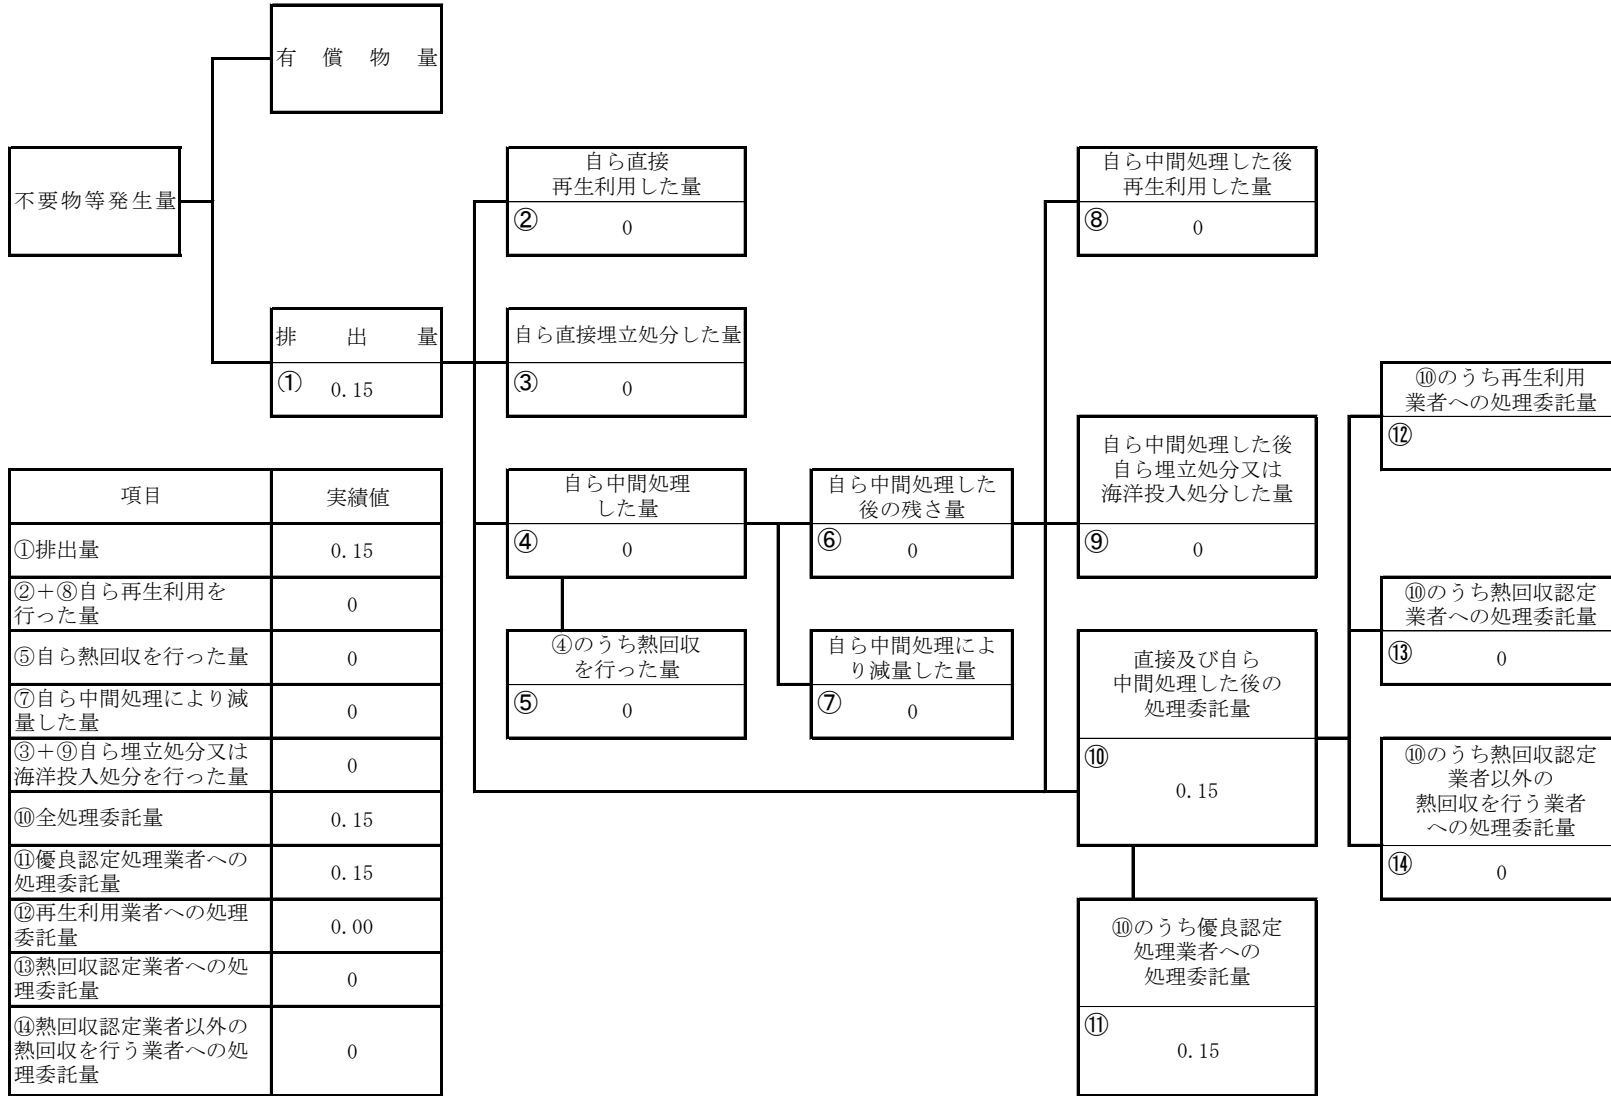 有償物量
不要物等発生量
排出量
① 0.15
自ら直接
再生利用した量
② 0
自ら直接埋立処分した量
③ 0
自ら中間処理
した量
④ 0
④のうち熱回収
を行った量
⑤ 0
自ら中間処理した
後の残さ量
⑥ 0
自ら中間処理によ
り減量した量
⑦ 0
自ら中間処理した後
再生利用した量
⑧ 0
自ら中間処理した後
自ら埋立処分又は
海洋投入処分した量
⑨ 0
直接及び自ら
中間処理した後の
処理委託量
⑩
0.15
⑩のうち優良認定
処理業者への
処理委託量
⑪
0.15
⑩のうち再生利用
業者への処理委託量
⑫
⑩のうち熱回収認定
業者への処理委託量
⑬ 0
⑩のうち熱回収認定
業者以外の
熱回収を行う業者
への処理委託量
⑭ 0
項目 実績値
①排出量 0.15
②+⑧自ら再生利用を
行った量 0
⑤自ら熱回収を行った量 0
⑦自ら中間処理により減
量した量 0
③+⑨自ら埋立処分又は
海洋投入処分を行った量 0
⑩全処理委託量 0.15
⑪優良認定処理業者への
処理委託量 0.15
⑫再生利用業者への処理
委託量 0.00
⑬熱回収認定業者への処
理委託量 0
⑭熱回収認定業者以外の
熱回収を行う業者への処
理委託量 0